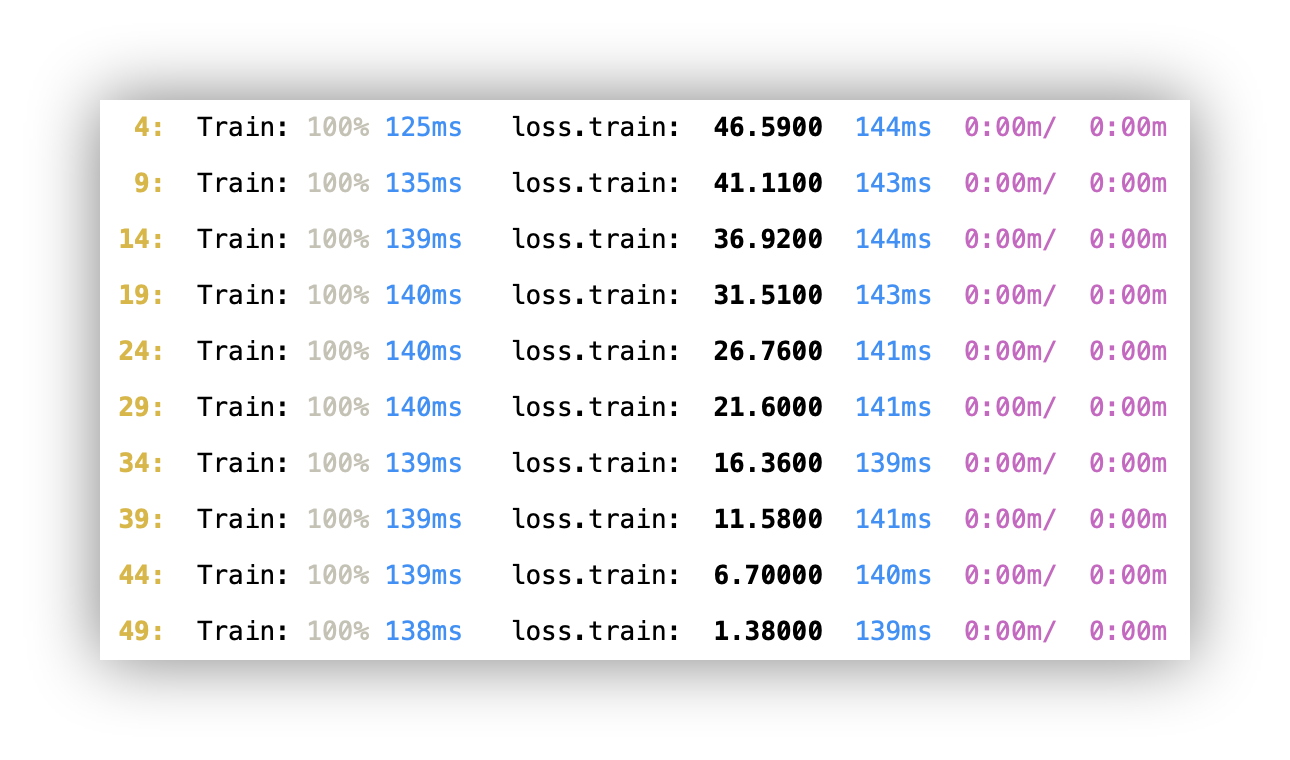 4: Train: 100% 125ms loss.train: 46.5900 144ms 0:00m/ 0:00m
9: Train: 100% 135ms loss.train: 41.1100 143ms 0:00m/ 0:00m
14: Train: 100% 139ms loss.train: 36.9200 144ms 0:00m/ 0:00m
19: Train: 100% 140ms loss.train: 31.5100 143ms 0:00m/ 0:00m
24: Train: 100% 140ms loss.train: 26.7600 141ms 0:00m/ 0:00m
29: Train: 100% 140ms loss.train: 21.6000 141ms 0:00m/ 0:00m
34: Train: 100% 139ms loss.train: 16.3600 139ms 0:00m/ 0:00m
39: Train: 100% 139ms loss.train: 11.5800 141ms 0:00m/ 0:00m
44: Train: 100% 139ms loss.train: 6.70000 140ms 0:00m/ 0:00m
49: Train: 100% 138ms loss.train: 1.38000 139ms 0:00m/ 0:00m